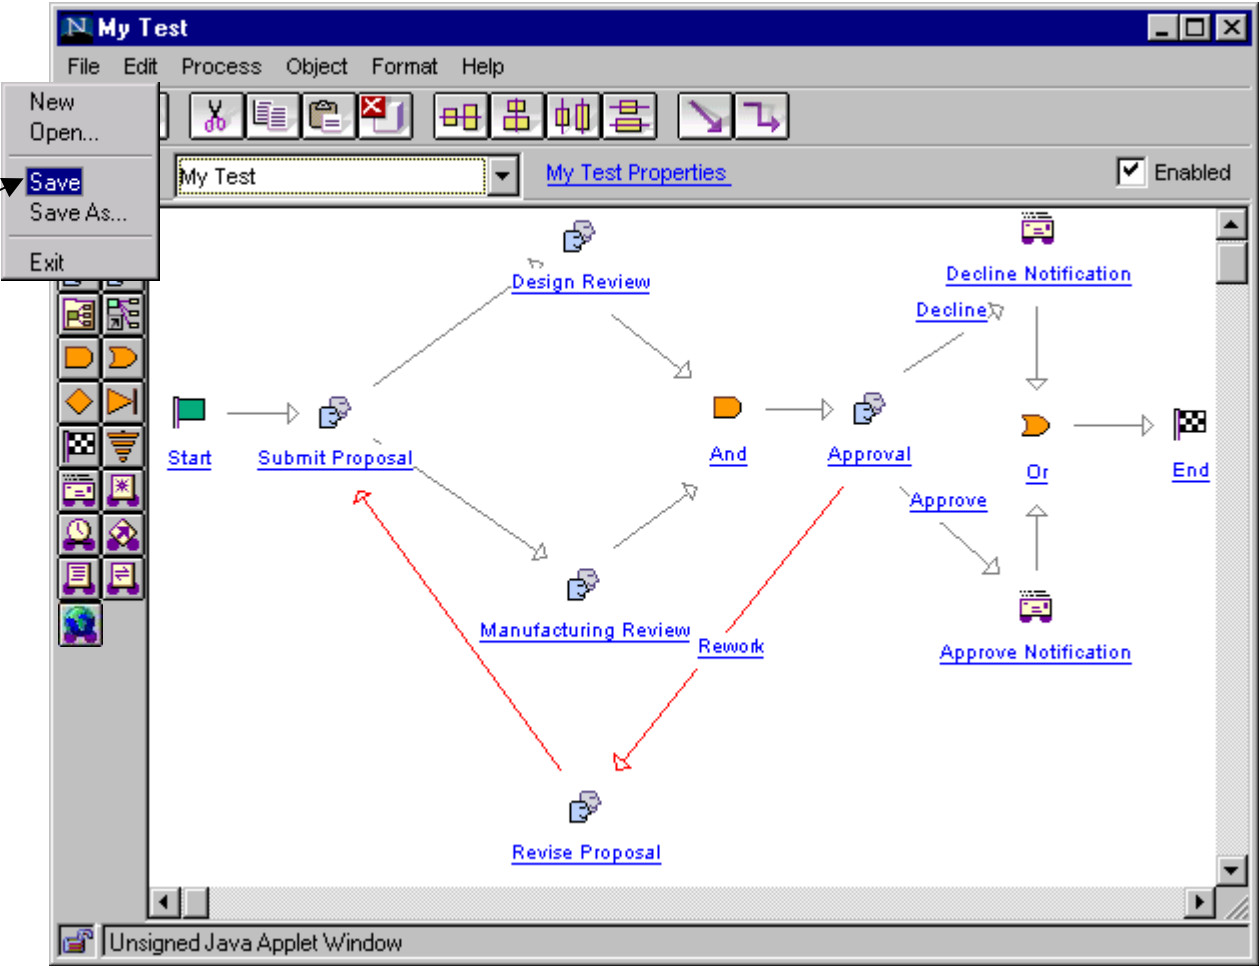 My Test
File Edit Process Object Format Help
New
Open...
Save
Save As...
Exit
My Test
My Test Properties
Enabled
Design Review
Decline Notification
Decline
Start
Submit Proposal
And
Approval
Or
End
Approve
Manufacturing Review
Rework
Approve Notification
Revise Proposal
Unsigned Java Applet Window